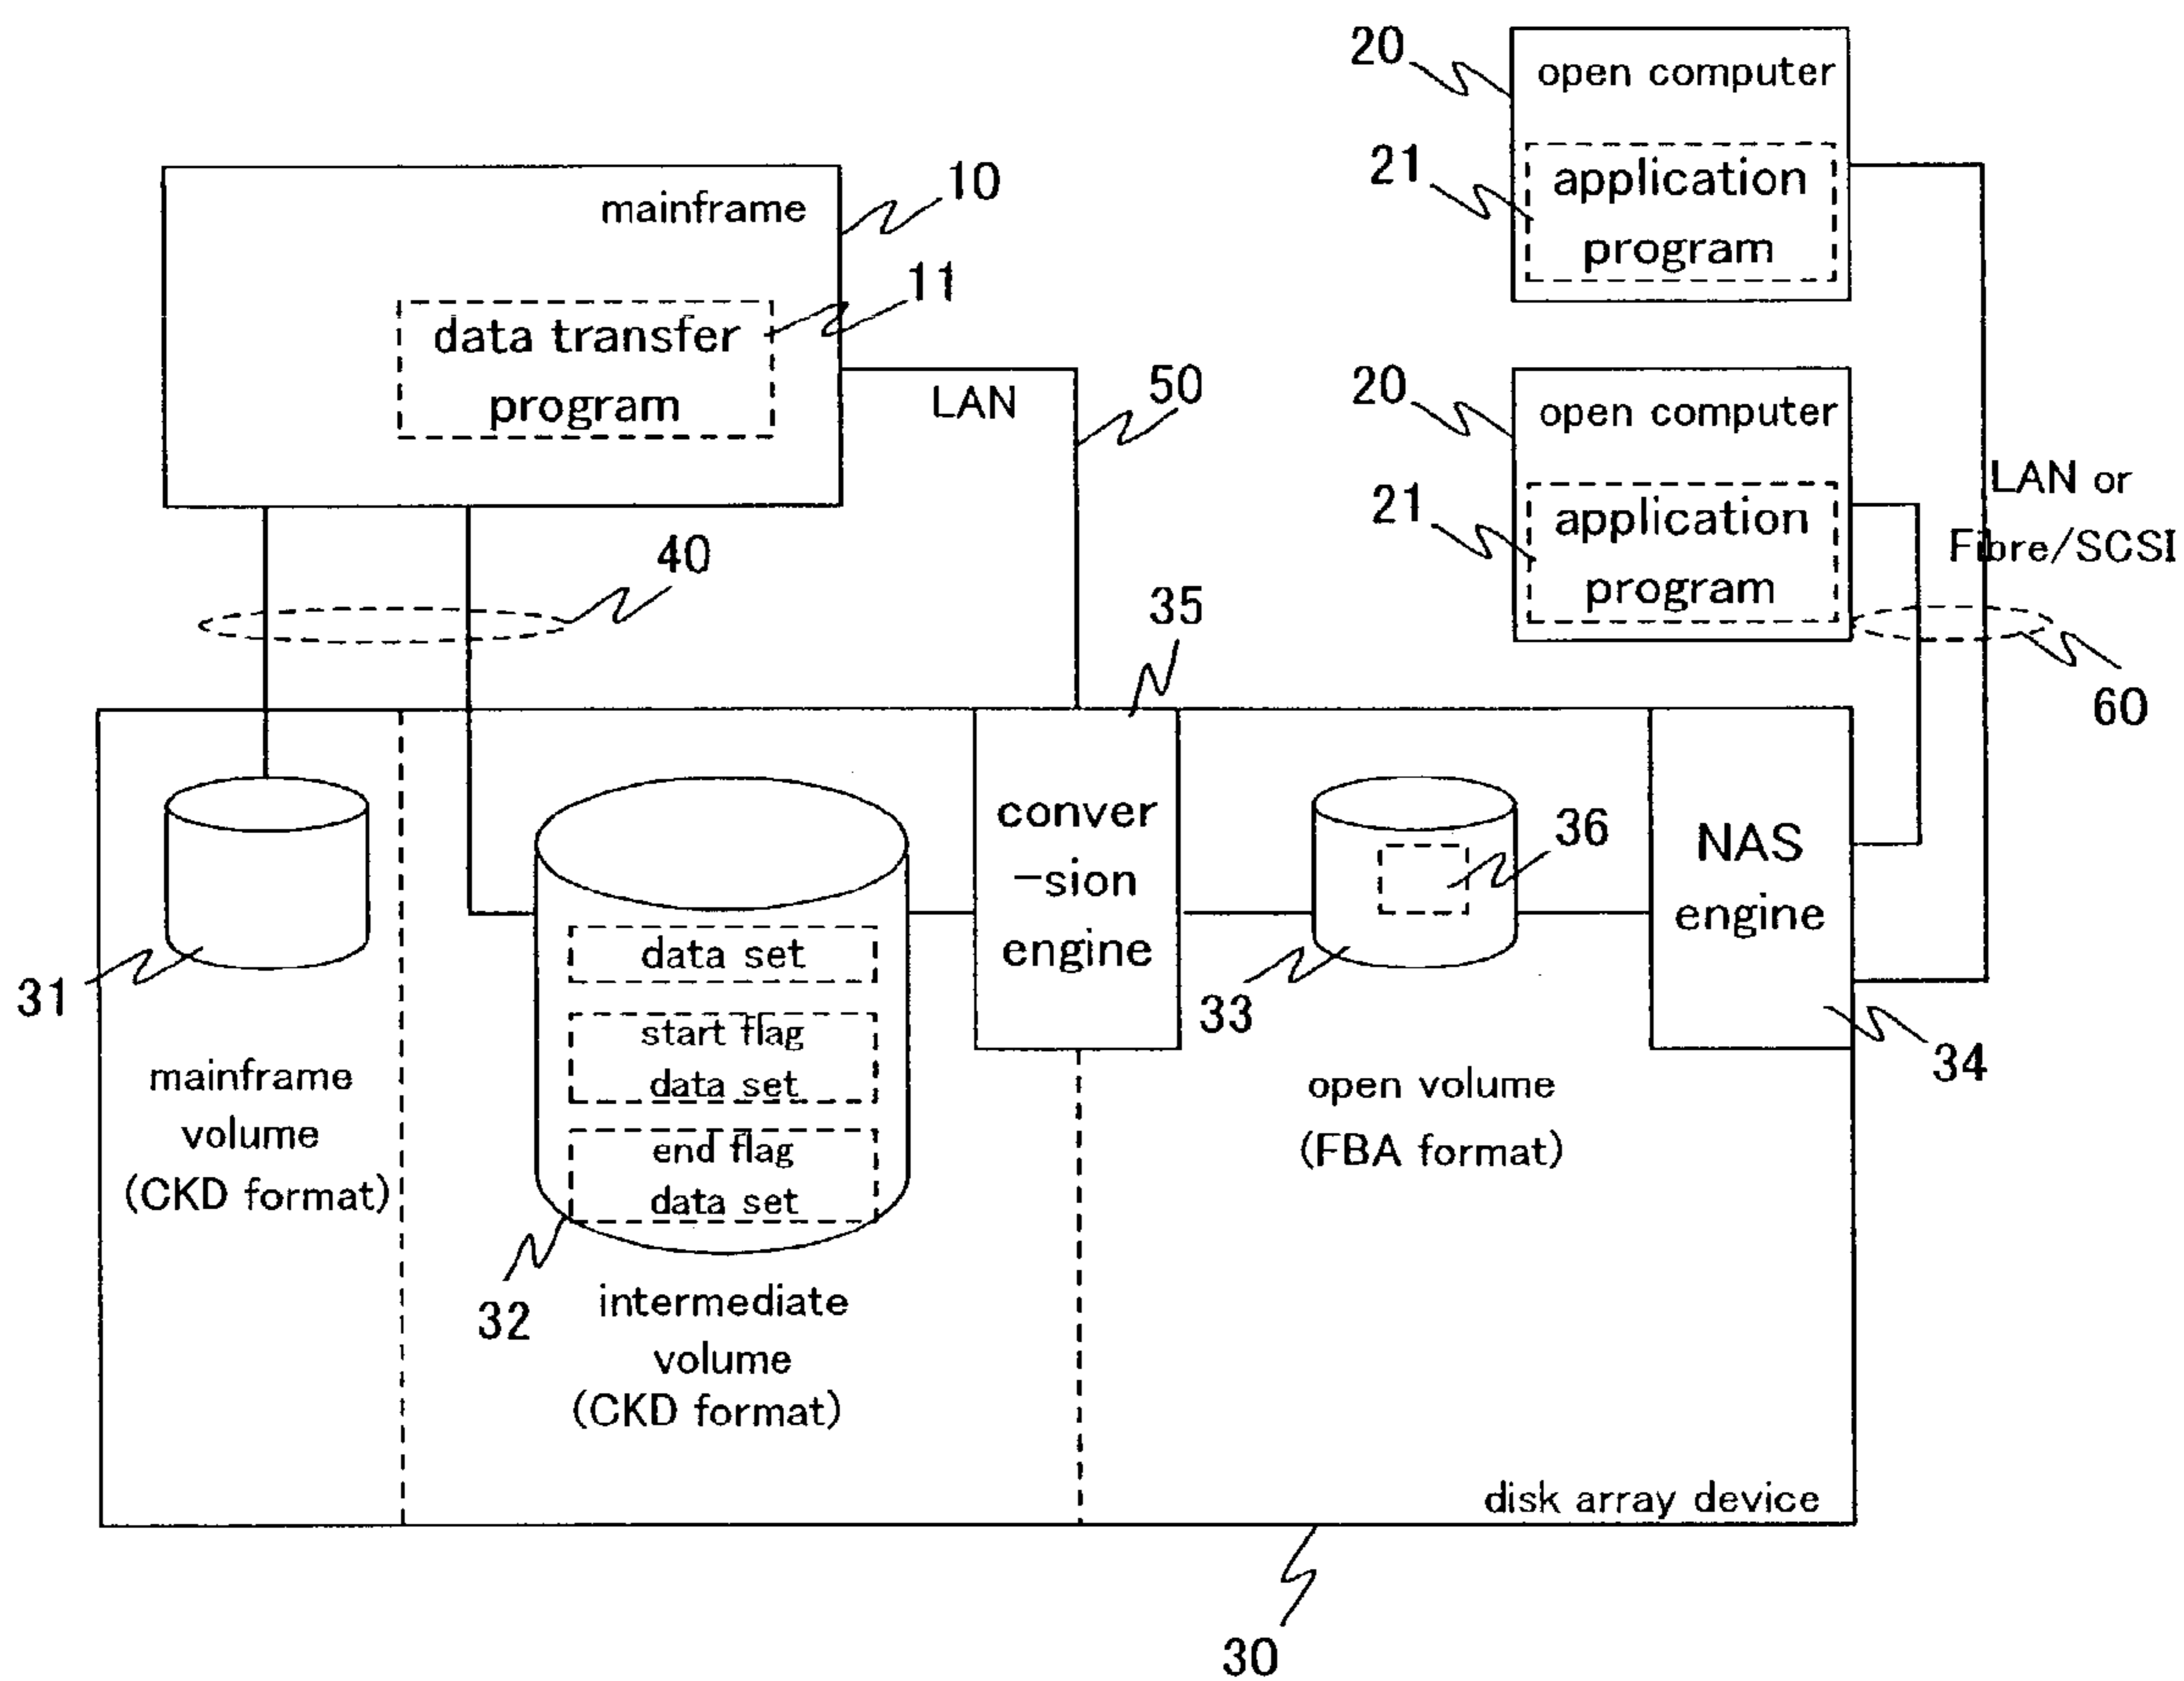 20
open computer
21
application
program
10
mainframe
11
data transfer
program
LAN
50
20
open computer
21
application
program
LAN or
Fibre/SCSI
40
60
35
conver
-sion
engine
36
NAS
engine
33
34
31
data set
start flag
data set
end flag
data set
32
mainframe
volume
(CKD format)
open volume
(FBA format)
intermediate
volume
(CKD format)
disk array device
30